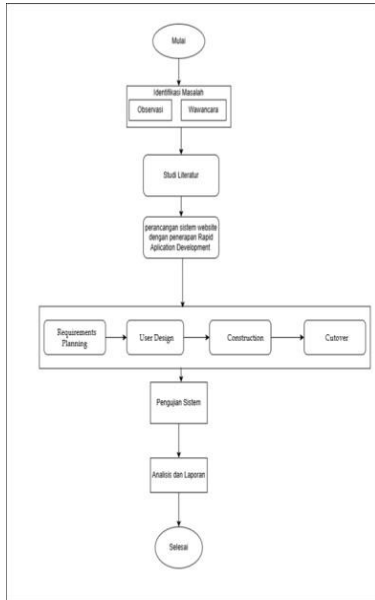 Mulai
Identifikasi Masalah
Observasi
Wawancara
Studi Literatur
perancangan sistem website
dengan penerapan Rapid
Aplication Development
Requirements
Planning
User Design
Construction
Cutover
Pengujian Sistem
Analisis dan Laporan
Selesai